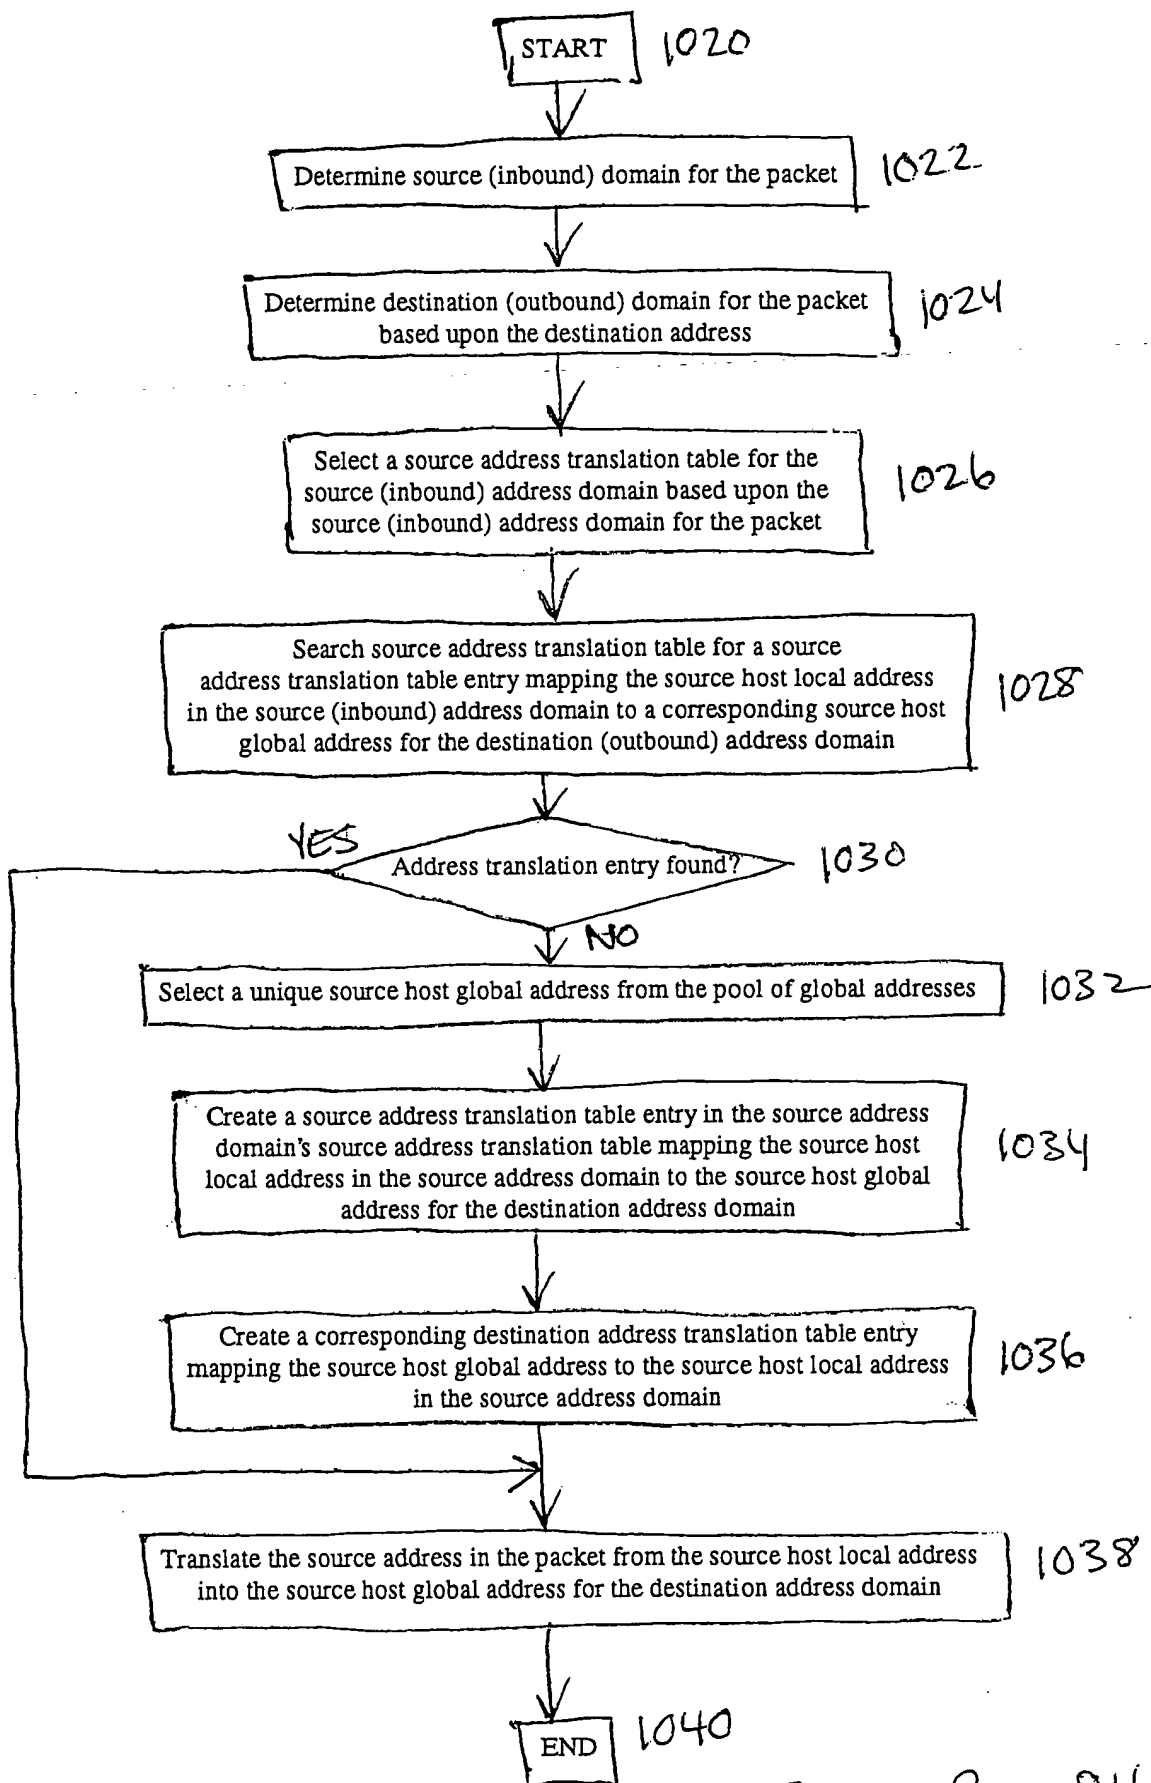 START 1020
Determine source (inbound) domain for the packet 1022
Determine destination (outbound) domain for the packet 1024
based upon the destination address
Select a source address translation table for the
source (inbound) address domain based upon the 1026
source (inbound) address domain for the packet
Search source address translation table for a source
address translation table entry mapping the source host local address 1028
in the source (inbound) address domain to a corresponding source host
global address for the destination (outbound) address domain
YES
Address translation entry found? 1030
NO
Select a unique source host global address from the pool of global addresses 1032
Create a source address translation table entry in the source address
domain's source address translation table mapping the source host 1034
local address in the source address domain to the source host global
address for the destination address domain
Create a corresponding destination address translation table entry
mapping the source host global address to the source host local address 1036
in the source address domain
Translate the source address in the packet from the source host local address 1038
into the source host global address for the destination address domain
END 1040